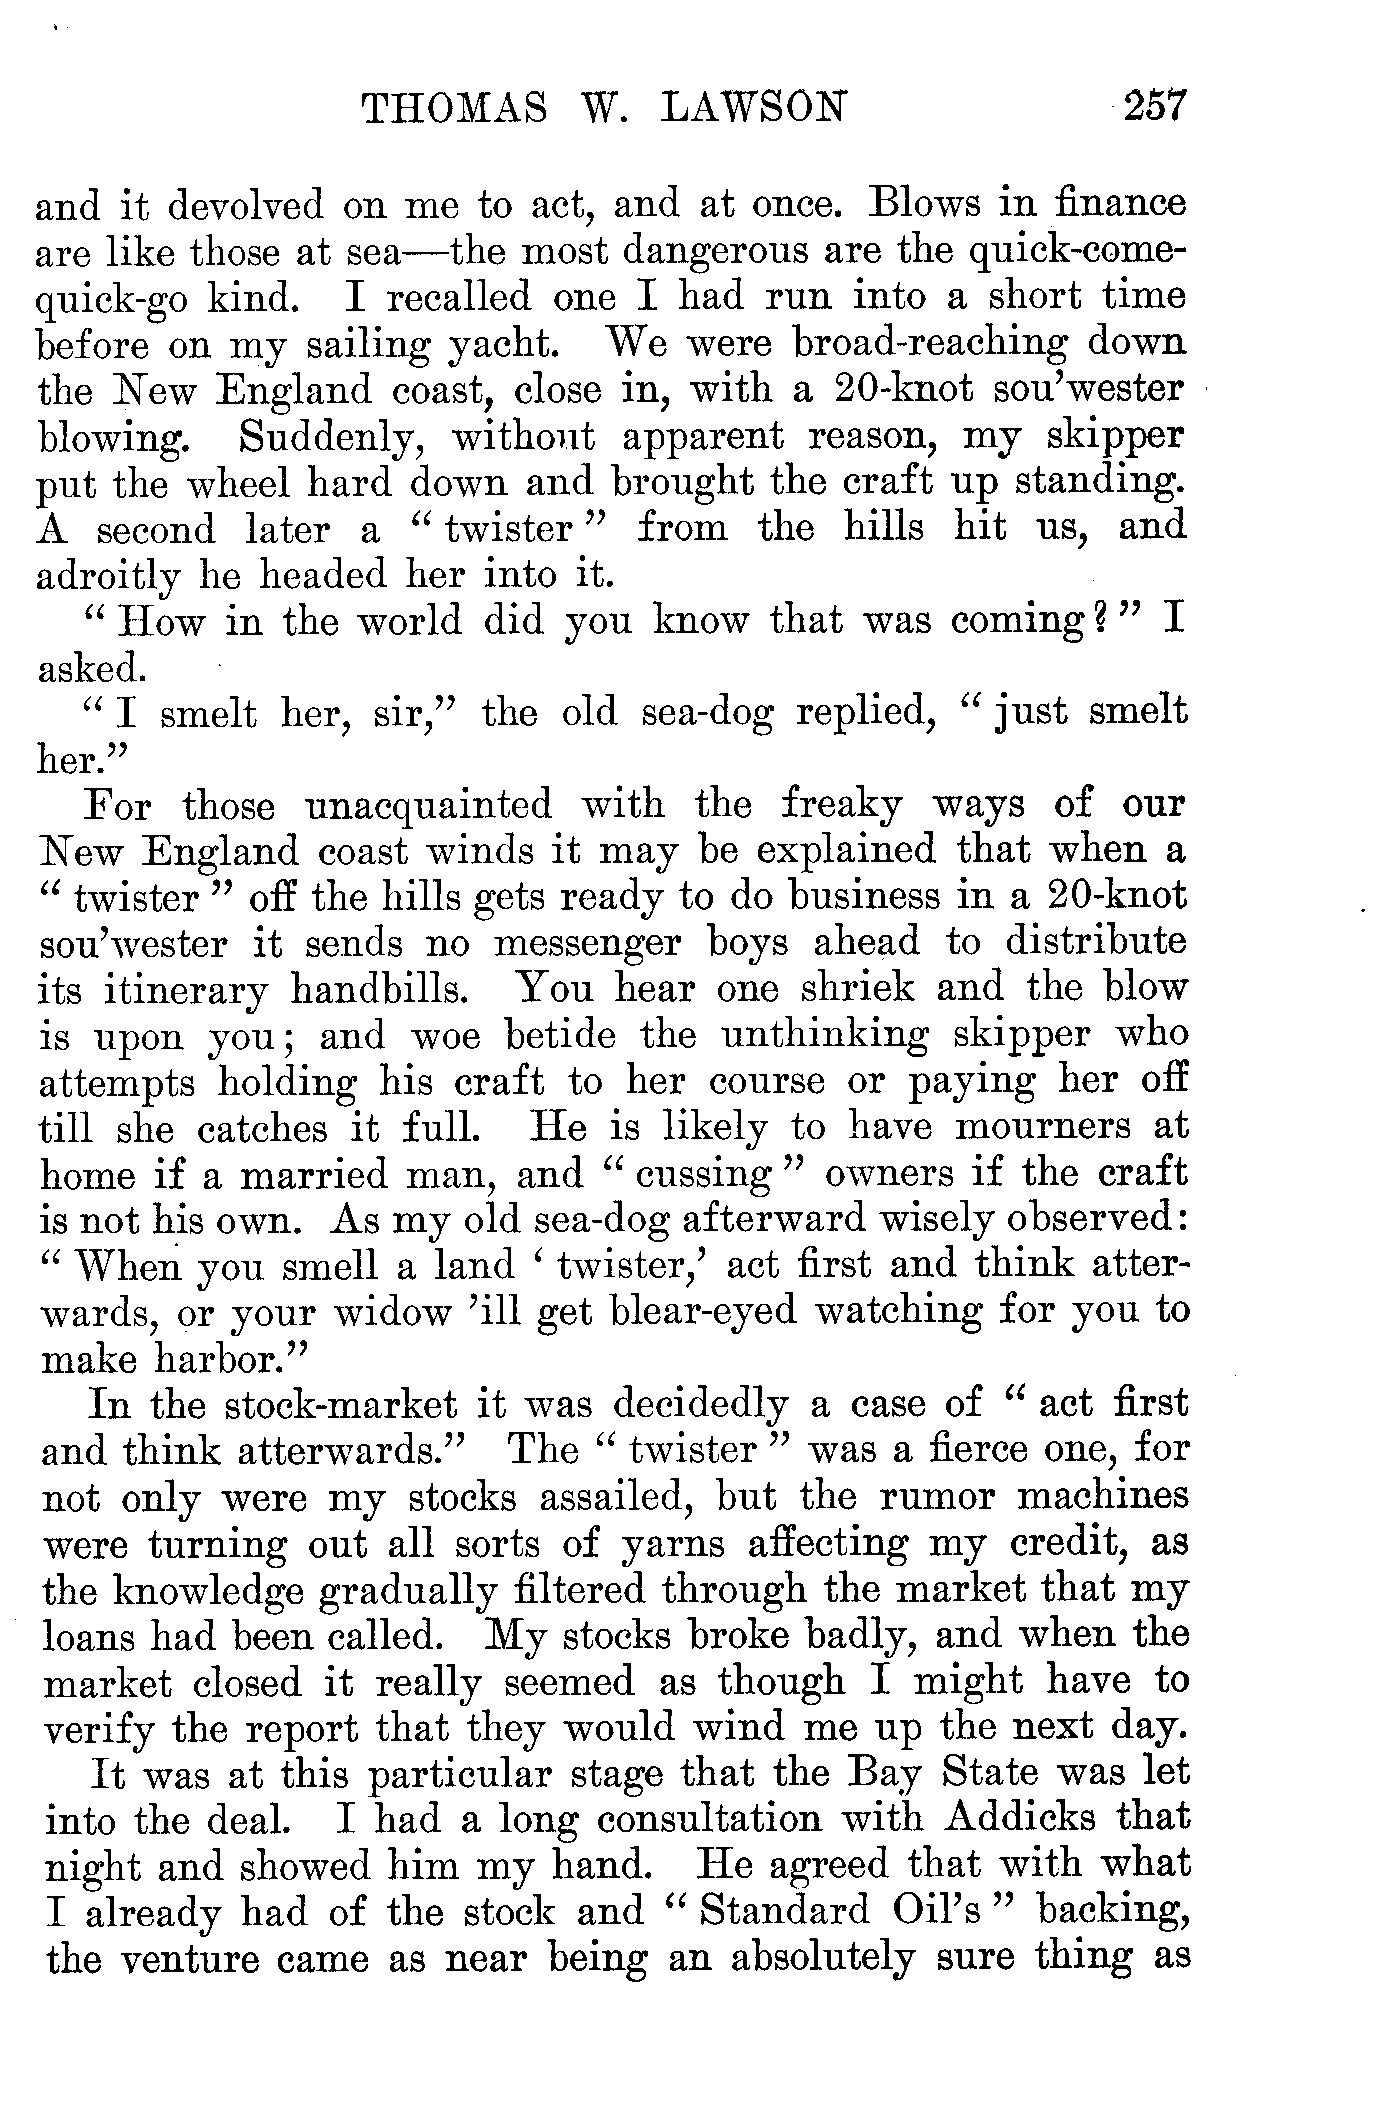 THOMAS W. LAWSON 257
and it devolved on me to act, and at once. Blows in finance
are like those at sea—the most dangerous are the quick-come-
quick-go kind. I recalled one I had run into a short time
before on my sailing yacht. We were broad-reaching down
the New England coast, close in, with a 20-knot sou'wester
blowing. Suddenly, without apparent reason, my skipper
put the wheel hard down and brought the craft up standing.
A second later a “ twister ” from the hills hit us, and
adroitly he headed her into it.
“ How in the world did you know that was coming? ” I
asked.
“ I smelt her, sir,” the old sea-dog replied, “ just smelt
her.”
For those unacquainted with the freaky ways of our
New England coast winds it may be explained that when a
“ twister ” off the hills gets ready to do business in a 20-knot
sou'wester it sends no messenger boys ahead to distribute
its itinerary handbills. You hear one shriek and the blow
is upon you; and woe betide the unthinking skipper who
attempts holding his craft to her course or paying her off
till she catches it full. He is likely to have mourners at
home if a married man, and “ cussing ” owners if the craft
is not his own. As my old sea-dog afterward wisely observed:
“ When you smell a land ‘ twister,’ act first and think atter-
wards, or your widow ’ill get blear-eyed watching for you to
make harbor.”
In the stock-market it was decidedly a case of “ act first
and think atterwards.” The “ twister ” was a fierce one, for
not only were my stocks assailed, but the rumor machines
were turning out all sorts of yarns affecting my credit, as
the knowledge gradually filtered through the market that my
loans had been called. My stocks broke badly, and when the
market closed it really seemed as though I might have to
verify the report that they would wind me up the next day.
It was at this particular stage that the Bay State was let
into the deal. I had a long consultation with Addicks that
night and showed him my hand. He agreed that with what
I already had of the stock and “ Standard Oil's ” backing,
the venture came as near being an absolutely sure thing as